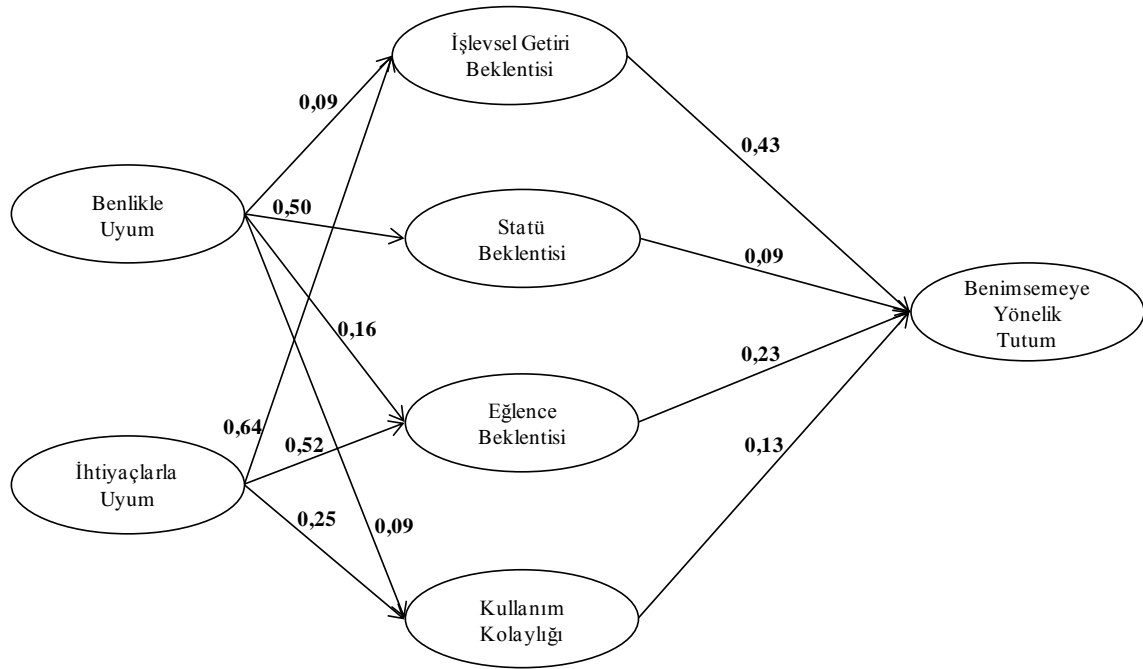 İşlevsel Getiri
Beklentisi
0,09
0,43
Benlikle
Uyum
0,50
Statü
Beklentisi
0,09
Benimsemeye
Yönelik
Tutum
0,16
0,23
Eğlence
Beklentisi
0,64
0,52
0,13
İhtiyaçlarla
Uyum
0,25
0,09
Kullanım
Kolaylığı